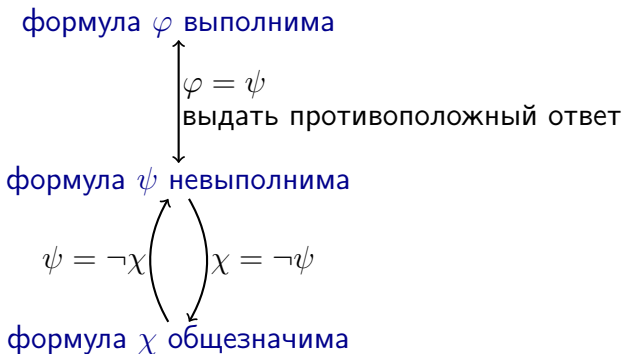 формула φ выполнима
φ = ψ
выдать противоположный ответ
формула ψ невыполнима
ψ = ¬χ
χ = ¬ψ
формула χ общезначима